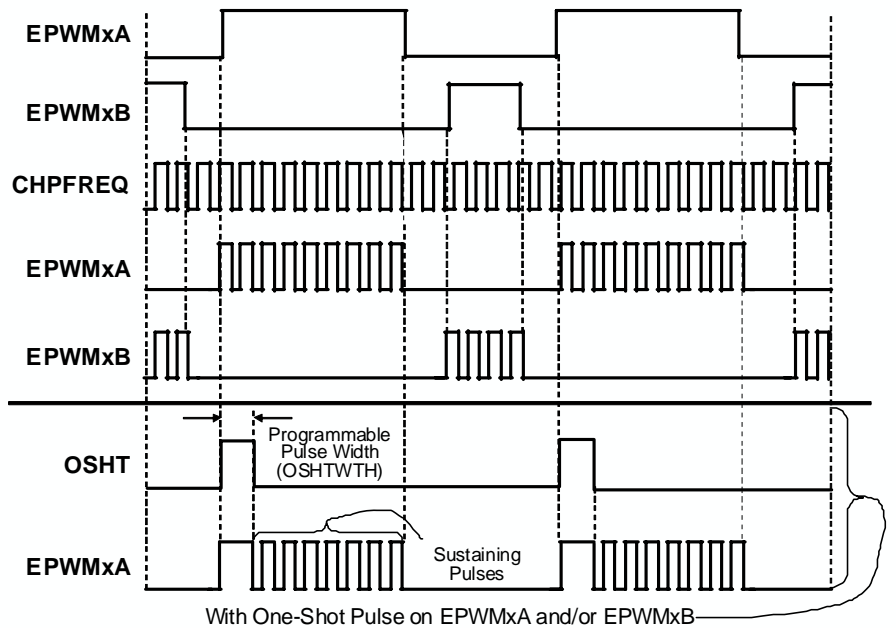 EPWMxA
EPWMxB
CHPFREQ
EPWMxA
EPWMxB
OSHT
Programmable
Pulse Width
(OSHTWTH)
EPWMxA
Sustaining
Pulses
With One-Shot Pulse on EPWMxA and/or EPWMxB